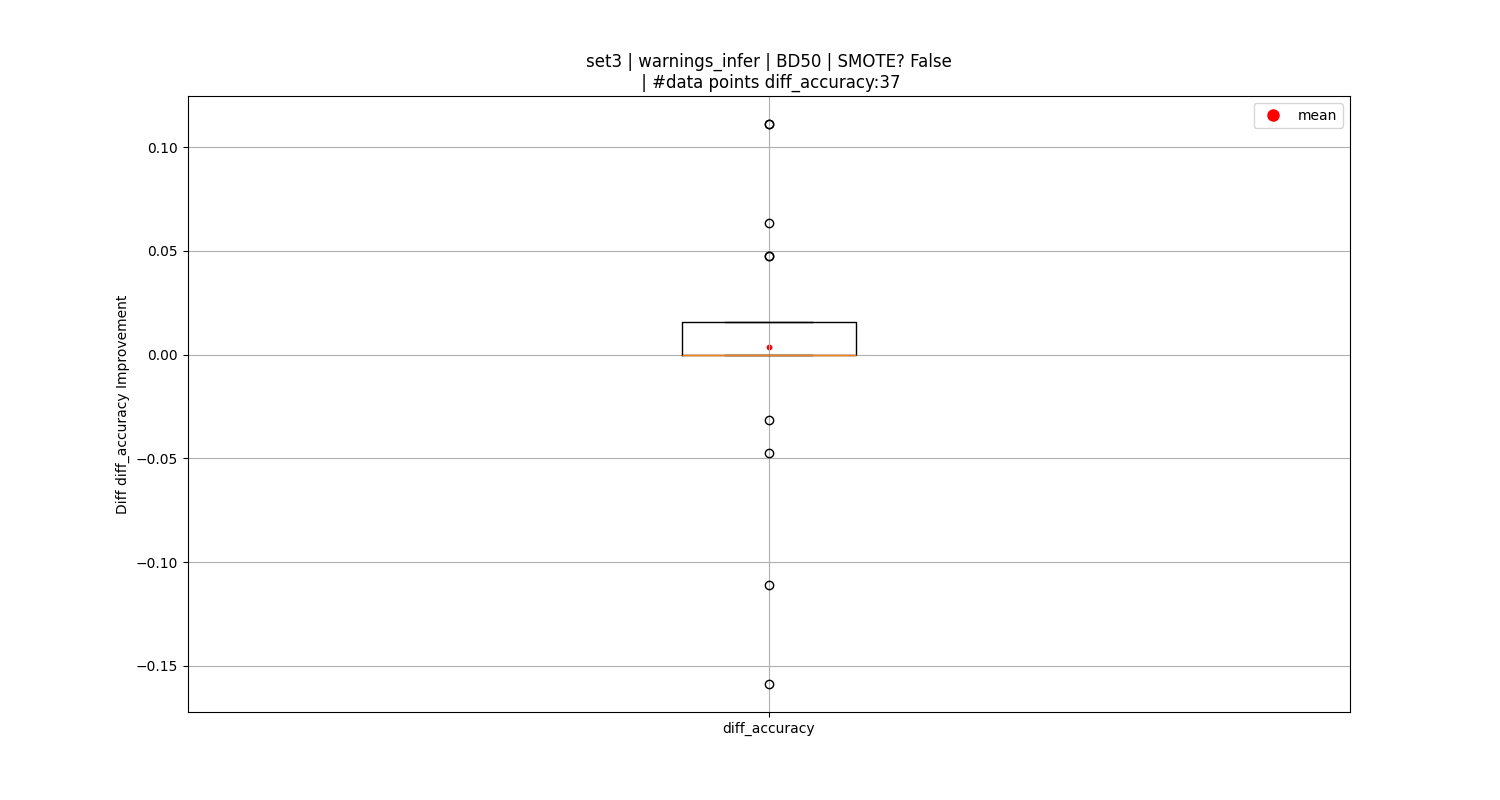 set3 | warnings_infer | BD50 | SMOTE? False
| #data points diff_accuracy:37
mean
0.10
0.05
0.00
−0.05
−0.10
−0.15
Diff diff_accuracy Improvement
diff_accuracy